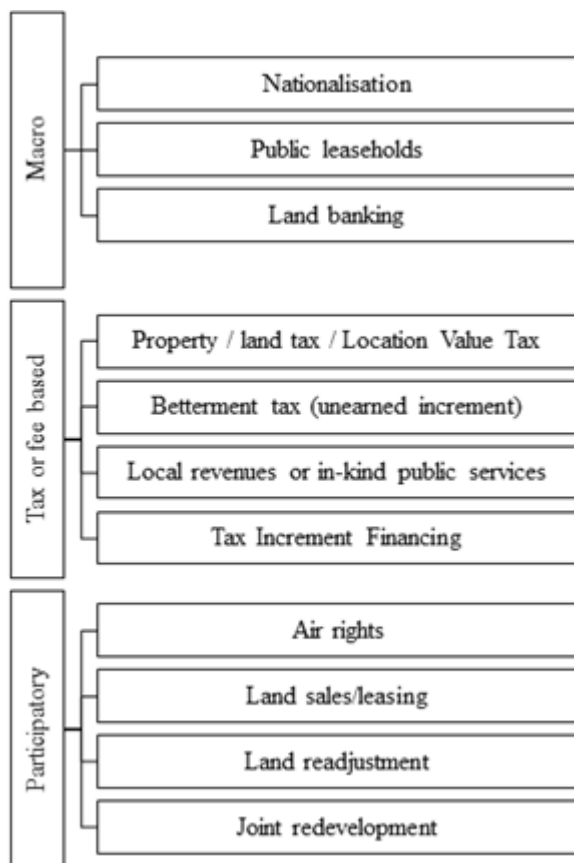 Macro
Nationalisation
Public leaseholds
Land banking
Tax or fee based
Property / land tax / Location Value Tax
Betterment tax (unearned increment)
Local revenues or in-kind public services
Tax Increment Financing
Participatory
Air rights
Land sales/leasing
Land readjustment
Joint redevelopment